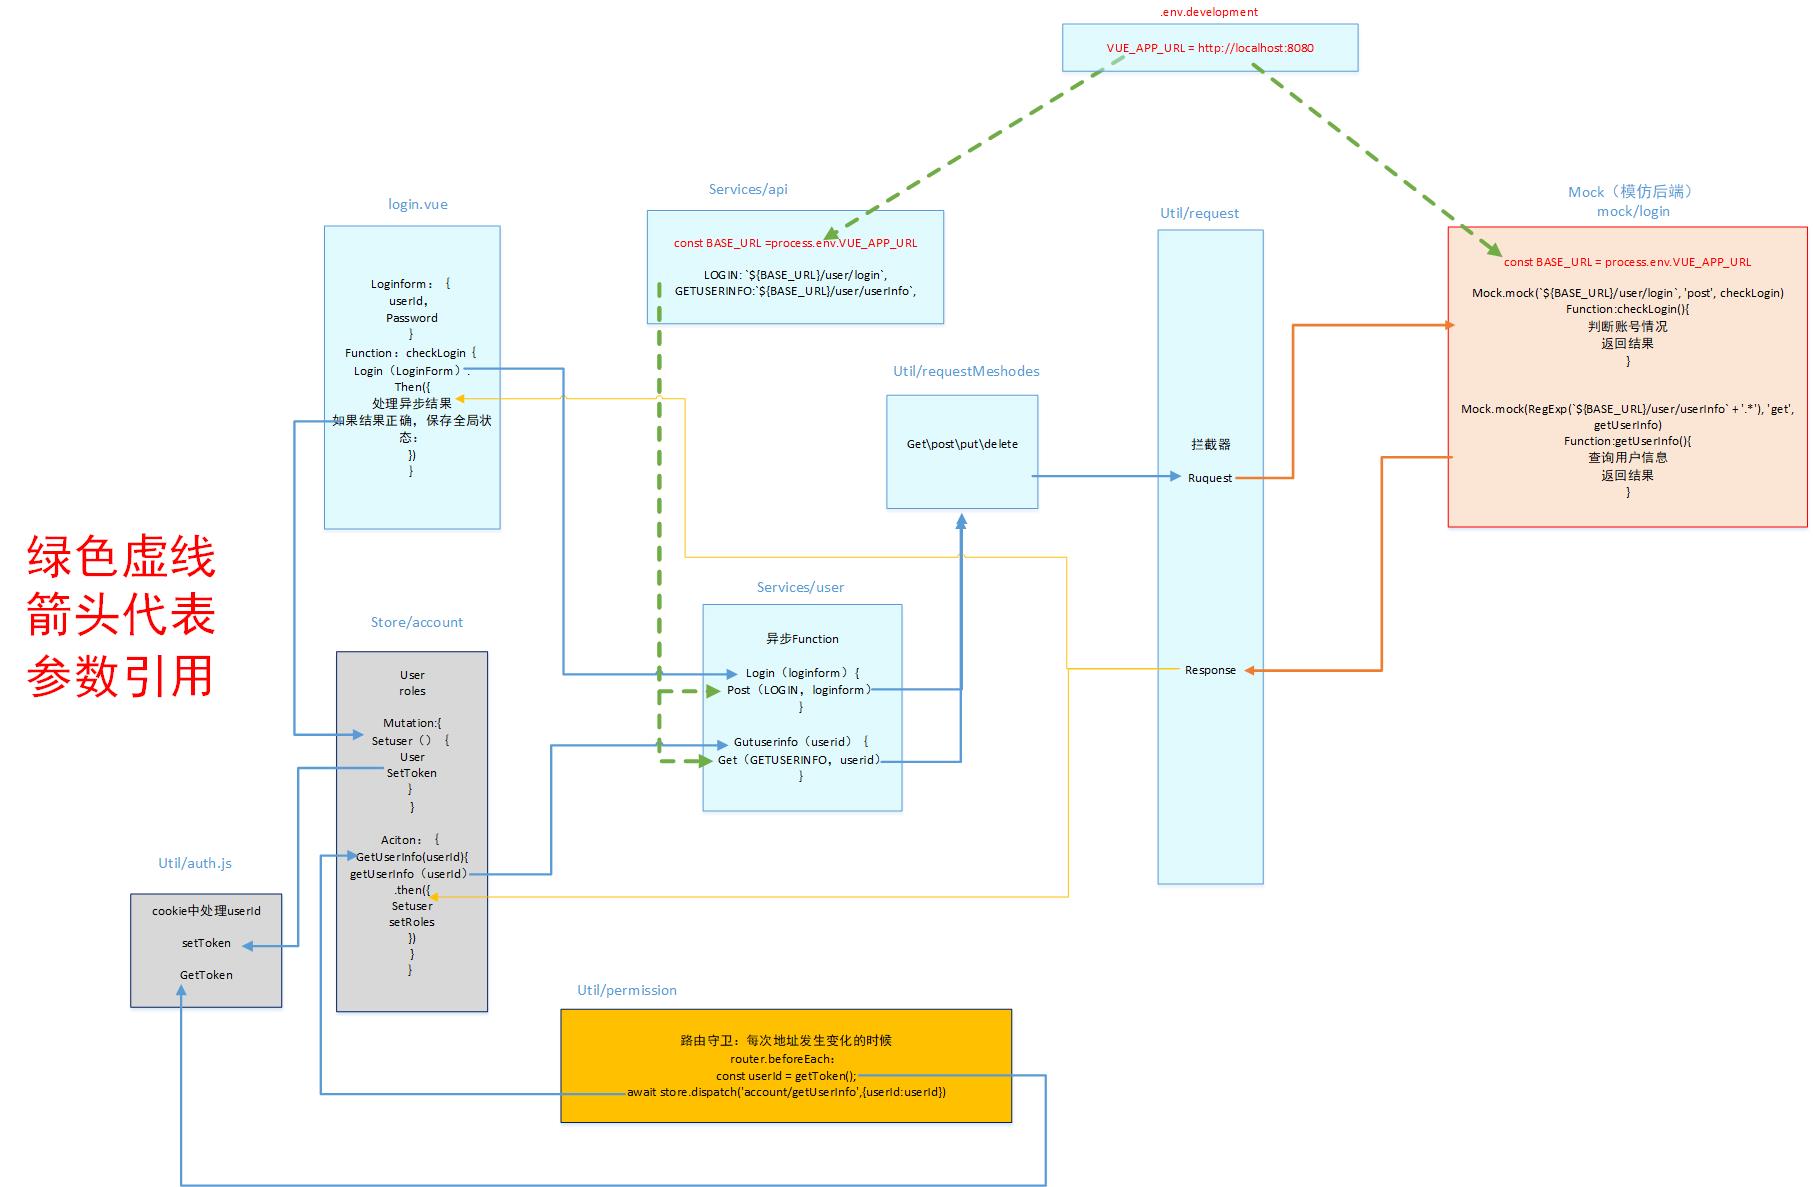 .env.development
VUE_APP_URL = http://localhost:8080
Services/api
const BASE_URL =process.env.VUE_APP_URL
LOGIN: `${BASE_URL}/user/login`,
GETUSERINFO:`${BASE_URL}/user/userInfo`,
login.vue
Loginform：｛
userId，
Password
}
Function：checkLogin｛
Login（LoginForm）.
Then({
处理异步结果
如果结果正确，保存全局状
态：
})
}
Util/request
拦截器
Ruquest
Response
Mock（模仿后端）
mock/login
const BASE_URL = process.env.VUE_APP_URL
Mock.mock(`${BASE_URL}/user/login`, 'post', checkLogin)
Function:checkLogin(){
判断账号情况
返回结果
}
Mock.mock(RegExp(`${BASE_URL}/user/userInfo` + '.*'), 'get',
getUserInfo)
Function:getUserInfo(){
查询用户信息
返回结果
}
Util/requestMeshodes
Get\post\put\delete
绿色虚线
箭头代表
参数引用
Services/user
异步Function
Login（loginform）{
Post（LOGIN，loginform）
}
Gutuserinfo（userid）｛
Get（GETUSERINFO，userid）
}
Store/account
User
roles
Mutation:{
Setuser（）｛
User
SetToken
}
}
Aciton：｛
GetUserInfo(userId){
getUserInfo（userId）
.then({
Setuser
setRoles
})
}
}
Util/auth.js
cookie中处理userId
setToken
GetToken
Util/permission
路由守卫：每次地址发生变化的时候
router.beforeEach：
const userId = getToken();
await store.dispatch('account/getUserInfo',{userId:userId})